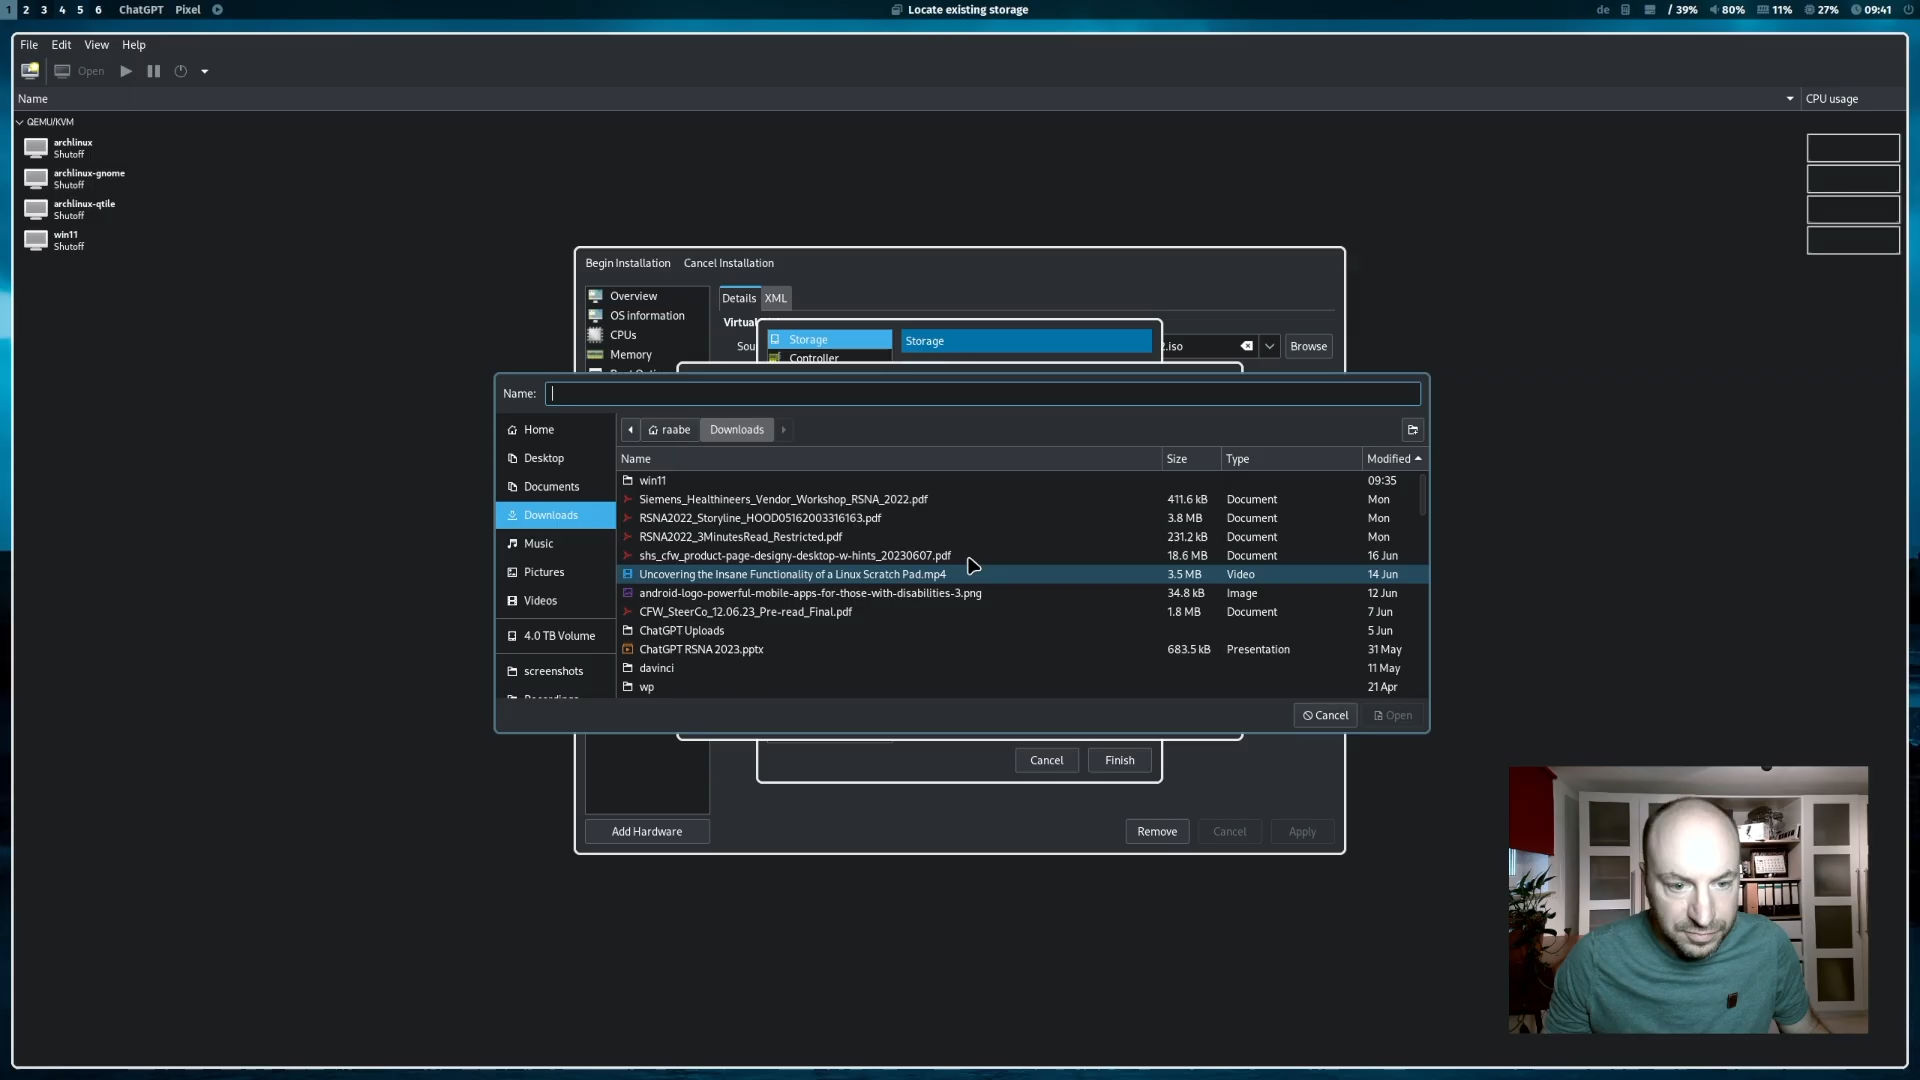 1 2 3 4 5 6 ChatGPT Pixel
Locate existing storage
de / 39% 80% 11% 27% 09:41
File Edit View Help
Open
Name CPU usage
QEMU/KVM
archlinux
Shutoff
archlinux-gnome
Shutoff
archlinux-qtile
Shutoff
win11
Shutoff
Begin Installation Cancel Installation
Overview
OS information
CPUs
Memory
Details XML
Virtual
Sou
.iso
Browse
Storage
Controller
Storage
Name:
Home
Desktop
Documents
Downloads
Music
Pictures
Videos
4.0 TB Volume
screenshots
raabe Downloads
Name Size Type Modified
win11 09:35
Siemens_Healthineers_Vendor_Workshop_RSNA_2022.pdf 411.6 kB Document Mon
RSNA2022_Storyline_HOOD05162003316163.pdf 3.8 MB Document Mon
RSNA2022_3MinutesRead_Restricted.pdf 231.2 kB Document Mon
shs_cfw_product-page-designy-desktop-w-hints_20230607.pdf 18.6 MB Document 16 Jun
Uncovering the Insane Functionality of a Linux Scratch Pad.mp4 3.5 MB Video 14 Jun
android-logo-powerful-mobile-apps-for-those-with-disabilities-3.png 34.8 kB Image 12 Jun
CFW_SteerCo_12.06.23_Pre-read_Final.pdf 1.8 MB Document 7 Jun
ChatGPT Uploads 5 Jun
ChatGPT RSNA 2023.pptx 683.5 kB Presentation 31 May
davinci 11 May
wp 21 Apr
Cancel Open
Cancel Finish
Add Hardware
Remove Cancel Apply